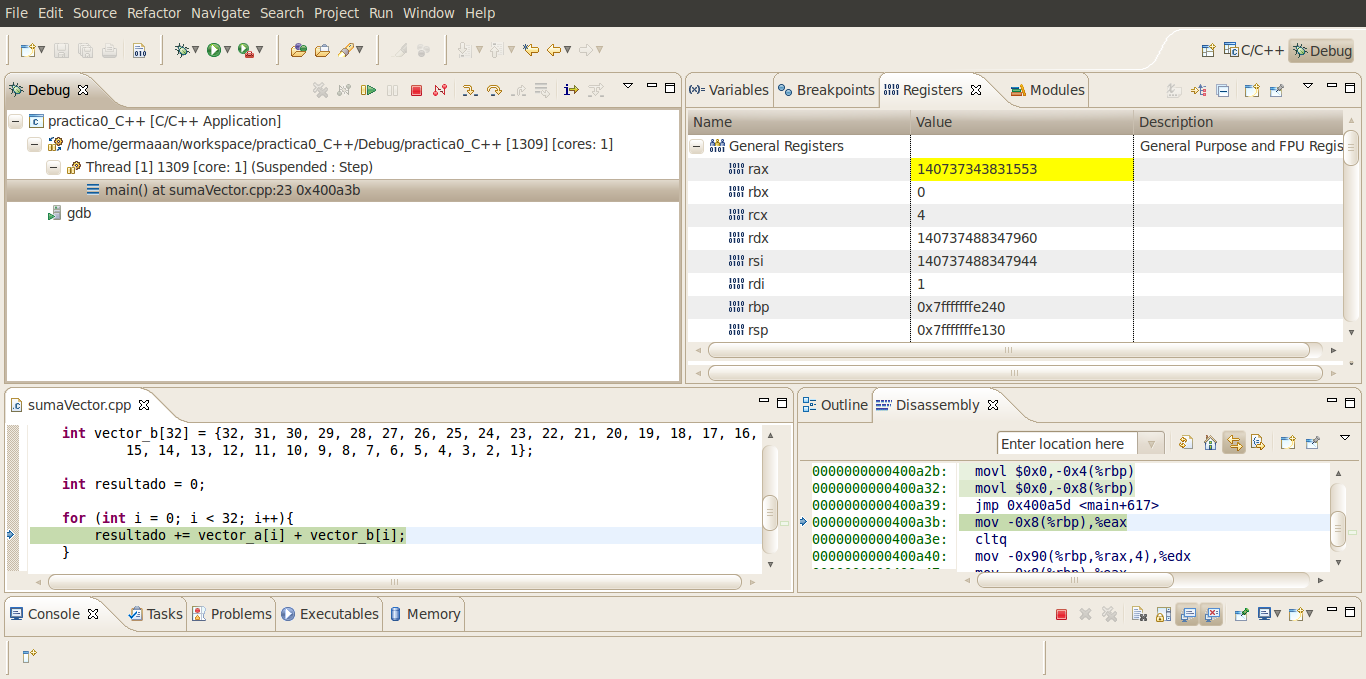 File Edit Source Refactor Navigate Search Project Run Window Help
C/C++ Debug
Debug
practica0_C++ [C/C++ Application]
/home/germaaan/workspace/practica0_C++/Debug/practica0_C++ [1309] [cores: 1]
Thread [1] 1309 [core: 1] (Suspended : Step)
main() at sumaVector.cpp:23 0x400a3b
gdb
(x)= Variables Breakpoints Registers Modules
Name Value Description
General Registers General Purpose and FPU Regis
rax 140737343831553
rbx 0
rcx 4
rdx 140737488347960
rsi 140737488347944
rdi 1
rbp 0x7fffffffe240
rsp 0x7fffffffe130
sumaVector.cpp
int vector_b[32] = {32, 31, 30, 29, 28, 27, 26, 25, 24, 23, 22, 21, 20, 19, 18, 17, 16,
15, 14, 13, 12, 11, 10, 9, 8, 7, 6, 5, 4, 3, 2, 1};
int resultado = 0;
for (int i = 0; i < 32; i++){
resultado += vector_a[i] + vector_b[i];
}
Outline Disassembly
Enter location here
0000000000400a2b: movl $0x0,-0x4(%rbp)
0000000000400a32: movl $0x0,-0x8(%rbp)
0000000000400a39: jmp 0x400a5d <main+617>
0000000000400a3b: mov -0x8(%rbp),%eax
0000000000400a3e: cltq
0000000000400a40: mov -0x90(%rbp,%rax,4),%edx
Console Tasks Problems Executables Memory